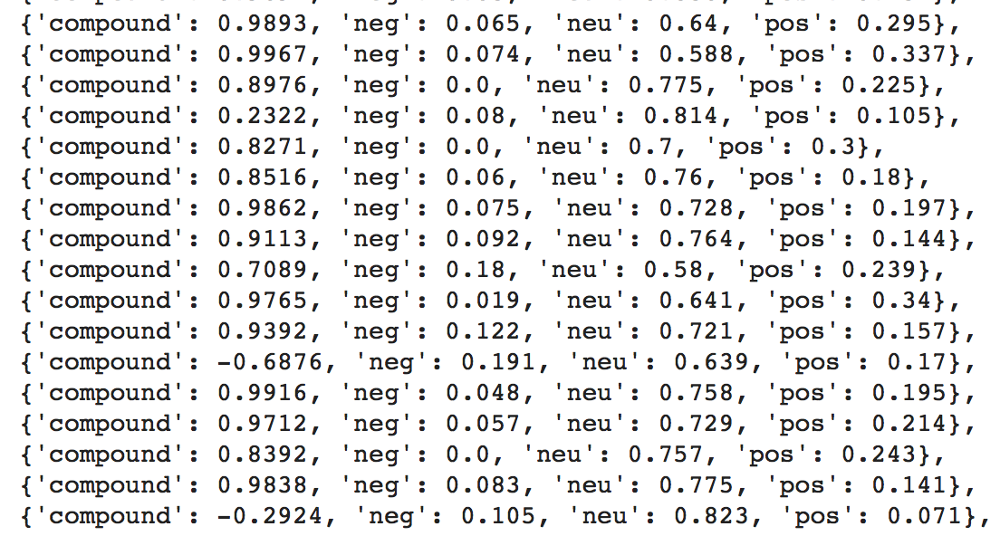 {'compound': 0.9893, 'neg': 0.065, 'neu': 0.64, 'pos': 0.295},
{'compound': 0.9967, 'neg': 0.074, 'neu': 0.588, 'pos': 0.337},
{'compound': 0.8976, 'neg': 0.0, 'neu': 0.775, 'pos': 0.225},
{'compound': 0.2322, 'neg': 0.08, 'neu': 0.814, 'pos': 0.105},
{'compound': 0.8271, 'neg': 0.0, 'neu': 0.7, 'pos': 0.3},
{'compound': 0.8516, 'neg': 0.06, 'neu': 0.76, 'pos': 0.18},
{'compound': 0.9862, 'neg': 0.075, 'neu': 0.728, 'pos': 0.197},
{'compound': 0.9113, 'neg': 0.092, 'neu': 0.764, 'pos': 0.144},
{'compound': 0.7089, 'neg': 0.18, 'neu': 0.58, 'pos': 0.239},
{'compound': 0.9765, 'neg': 0.019, 'neu': 0.641, 'pos': 0.34},
{'compound': 0.9392, 'neg': 0.122, 'neu': 0.721, 'pos': 0.157},
{'compound': -0.6876, 'neg': 0.191, 'neu': 0.639, 'pos': 0.17},
{'compound': 0.9916, 'neg': 0.048, 'neu': 0.758, 'pos': 0.195},
{'compound': 0.9712, 'neg': 0.057, 'neu': 0.729, 'pos': 0.214},
{'compound': 0.8392, 'neg': 0.0, 'neu': 0.757, 'pos': 0.243},
{'compound': 0.9838, 'neg': 0.083, 'neu': 0.775, 'pos': 0.141},
{'compound': -0.2924, 'neg': 0.105, 'neu': 0.823, 'pos': 0.071},